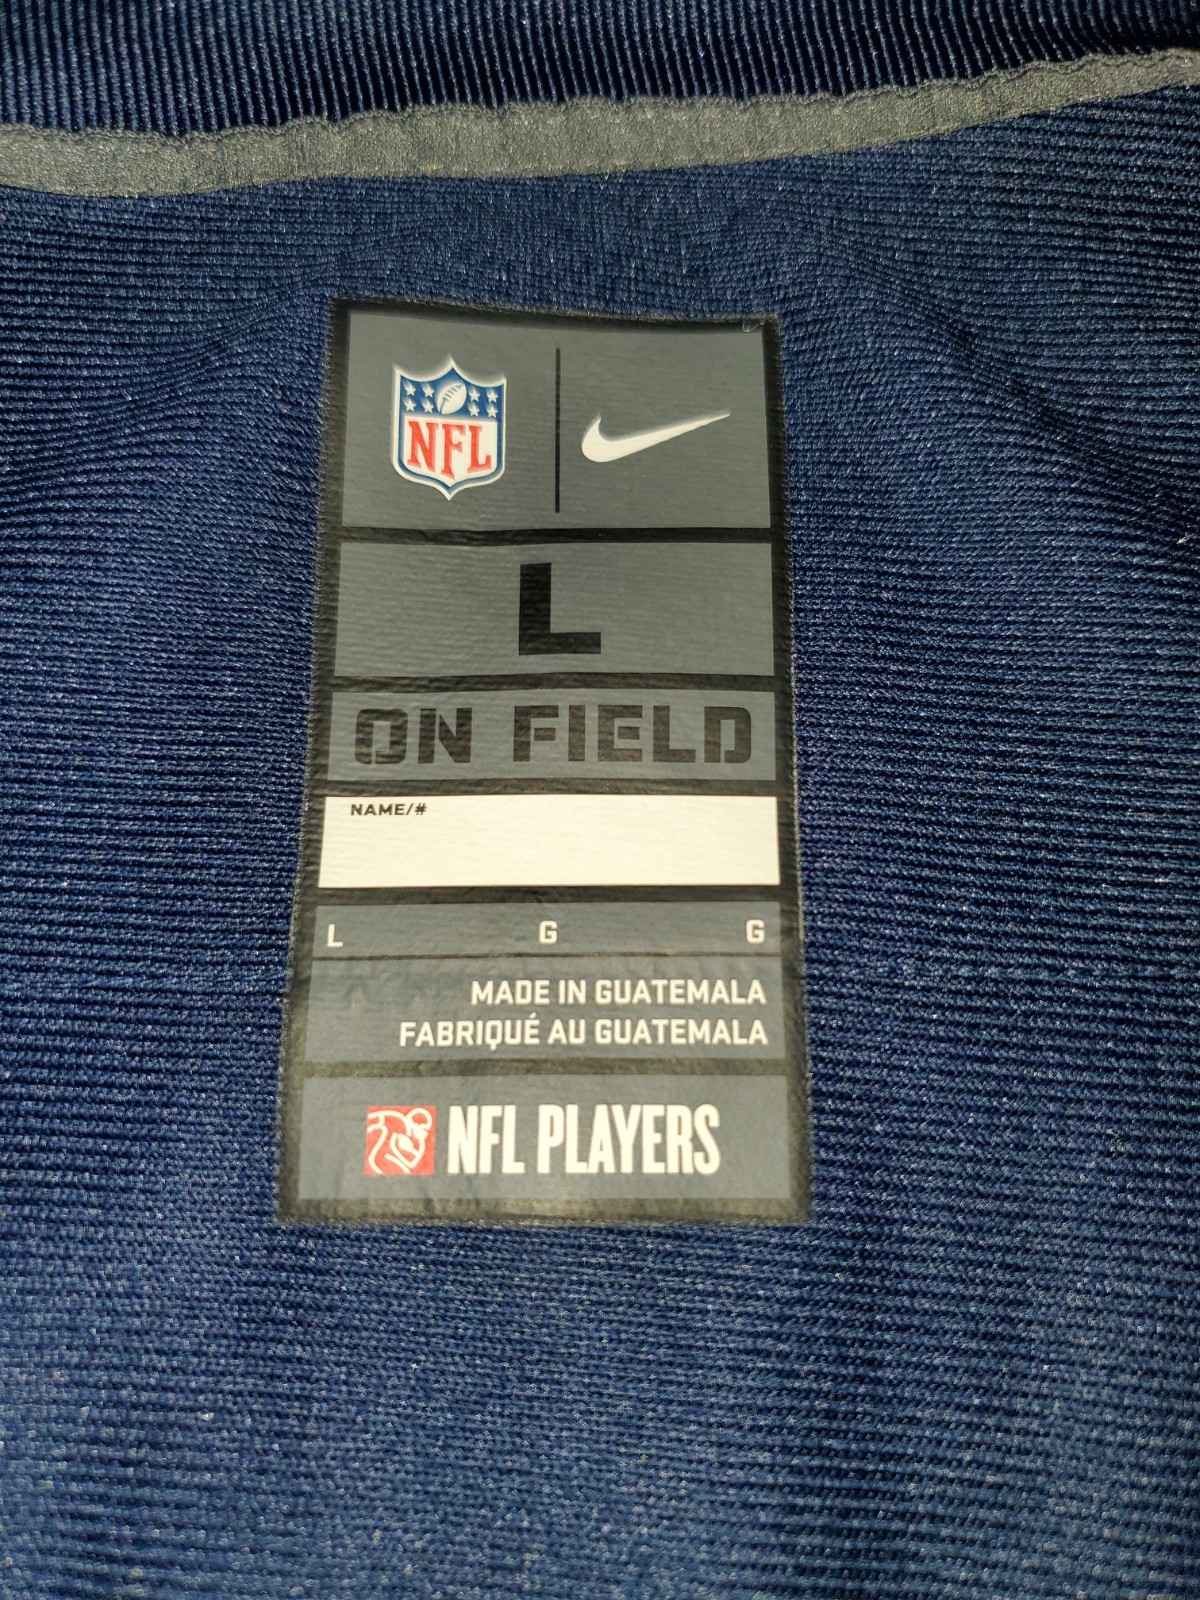 NFL
L
ON FIELD
NAME/#
L G G
MADE IN GUATEMALA
FABRIQUÉ AU GUATEMALA
NFL PLAYERS